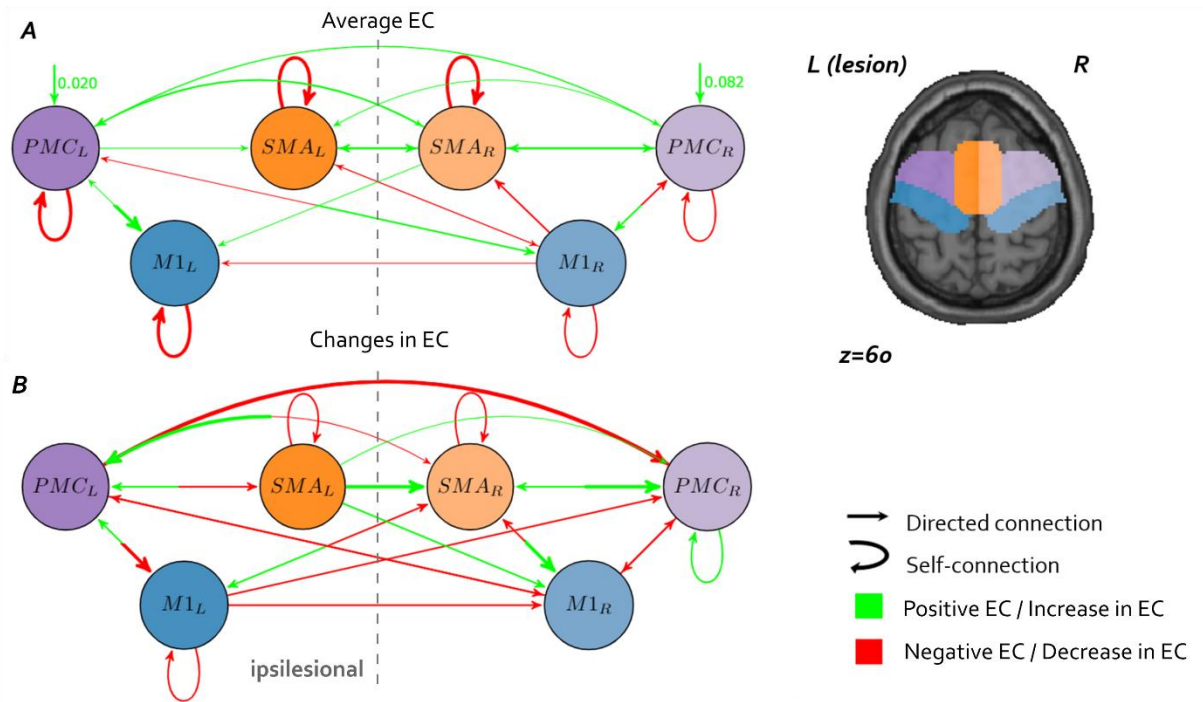 A
Average EC
0.020
0.082
PMC_L
SMA_L
SMA_R
PMC_R
M1_L
M1_R
L (lesion)
R
z=6o
Changes in EC
B
PMC_L
SMA_L
SMA_R
PMC_R
M1_L
M1_R
ipsilesional
Directed connection
Self-connection
Positive EC / Increase in EC
Negative EC / Decrease in EC